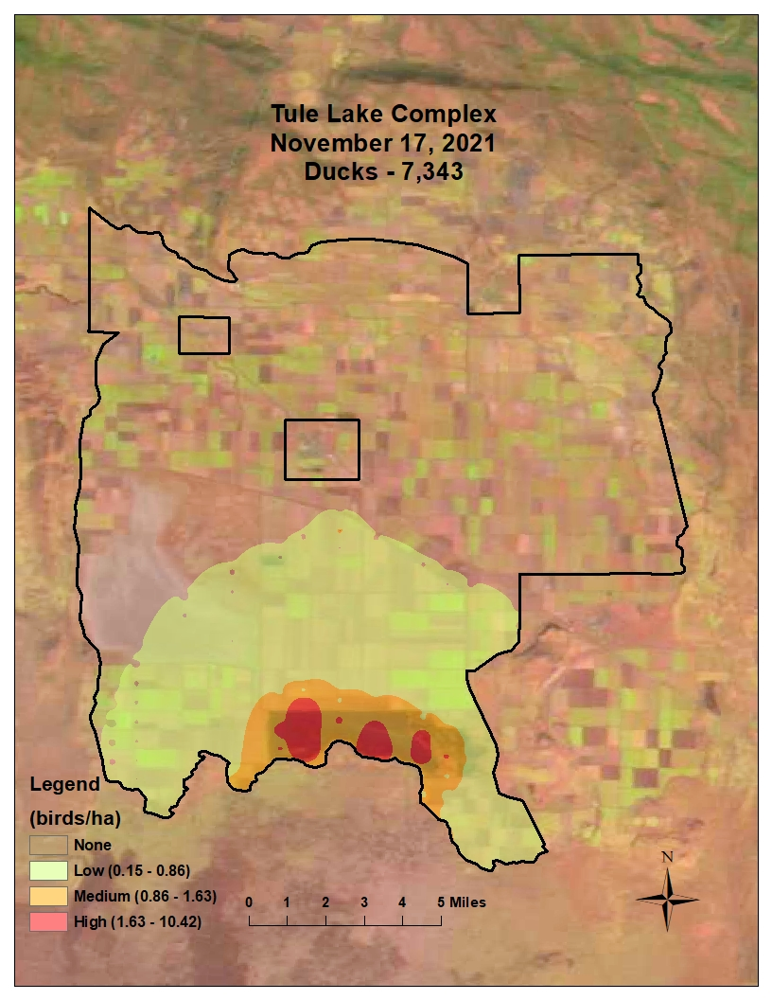 Tule Lake Complex
November 17, 2021
Ducks - 7,343
Legend
(birds/ha)
None
Low (0.15 - 0.86)
Medium (0.86 - 1.63)
High (1.63 - 10.42)
0 1 2 3 4 5 Miles
N